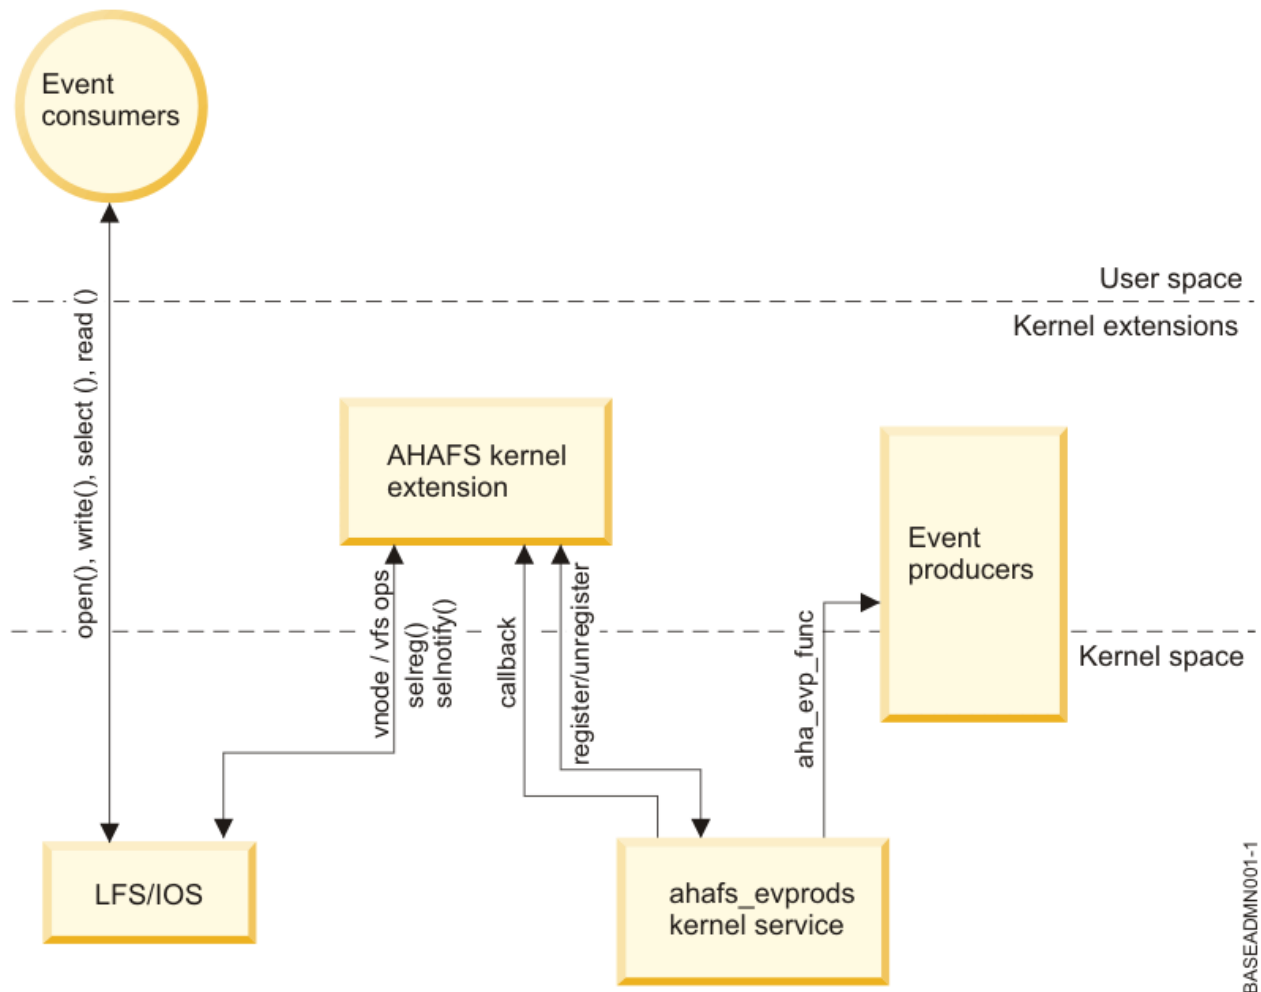 Event
consumers
User space
Kernel extensions
open(), write(), select (), read ()
AHAFS kernel
extension
Event
producers
vnode / vfs ops
selreg()
selnotify()
callback
register/unregister
aha_evp_func
Kernel space
LFS/IOS
ahafs_evprods
kernel service
BASEADMN001-1